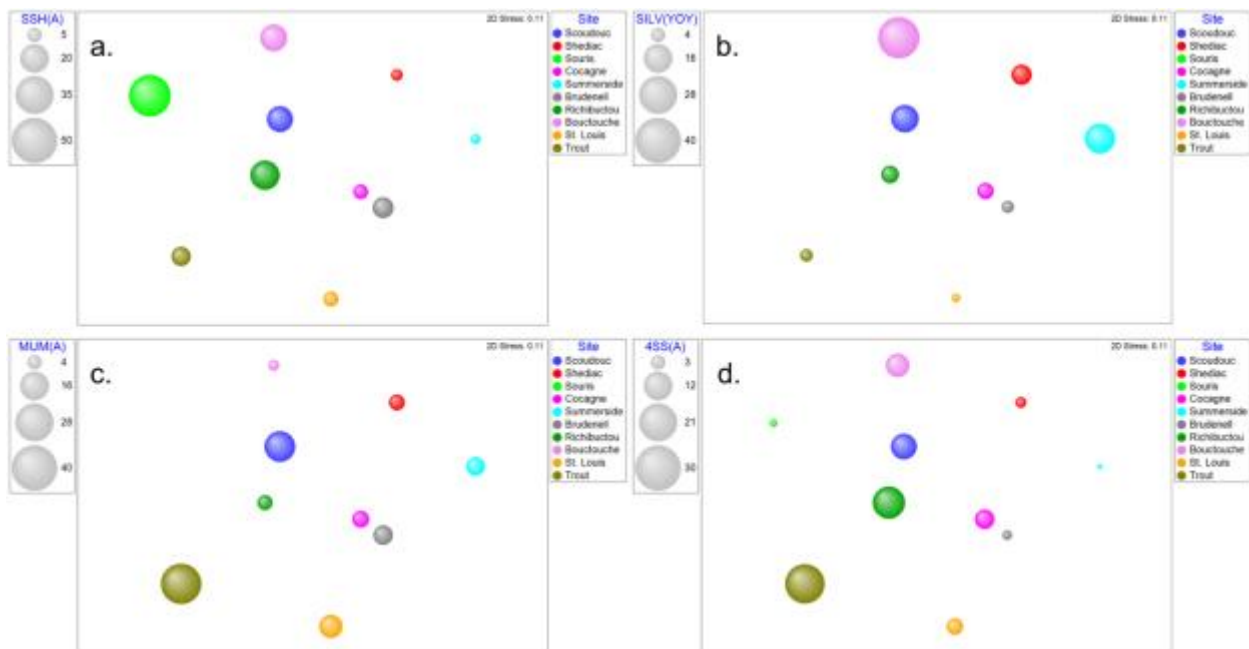 SSH(A)
5
20
35
50
a.
2D Stress: 0.11
Site
Scoudouc
Shediac
Souris
Cocagne
Summerside
Brudenell
Richibuctou
Bouctouche
St. Louis
Trout
SILV(YOY)
4
16
28
40
b.
2D Stress: 0.11
Site
Scoudouc
Shediac
Souris
Cocagne
Summerside
Brudenell
Richibuctou
Bouctouche
St. Louis
Trout
MUM(A)
4
16
28
40
c.
2D Stress: 0.11
Site
Scoudouc
Shediac
Souris
Cocagne
Summerside
Brudenell
Richibuctou
Bouctouche
St. Louis
Trout
4SS(A)
3
12
21
30
d.
2D Stress: 0.11
Site
Scoudouc
Shediac
Souris
Cocagne
Summerside
Brudenell
Richibuctou
Bouctouche
St. Louis
Trout